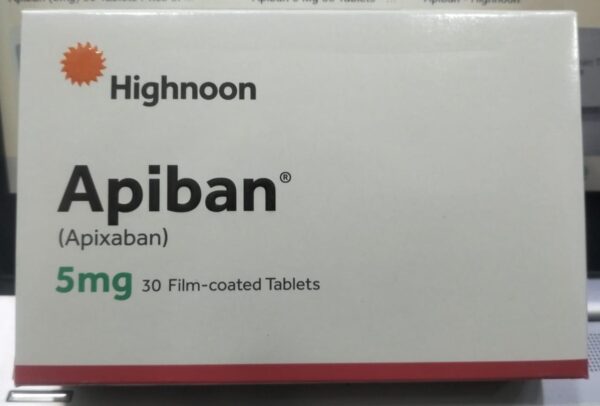 Highnoon
Apiban®
(Apixaban)
5mg 30 Film-coated Tablets